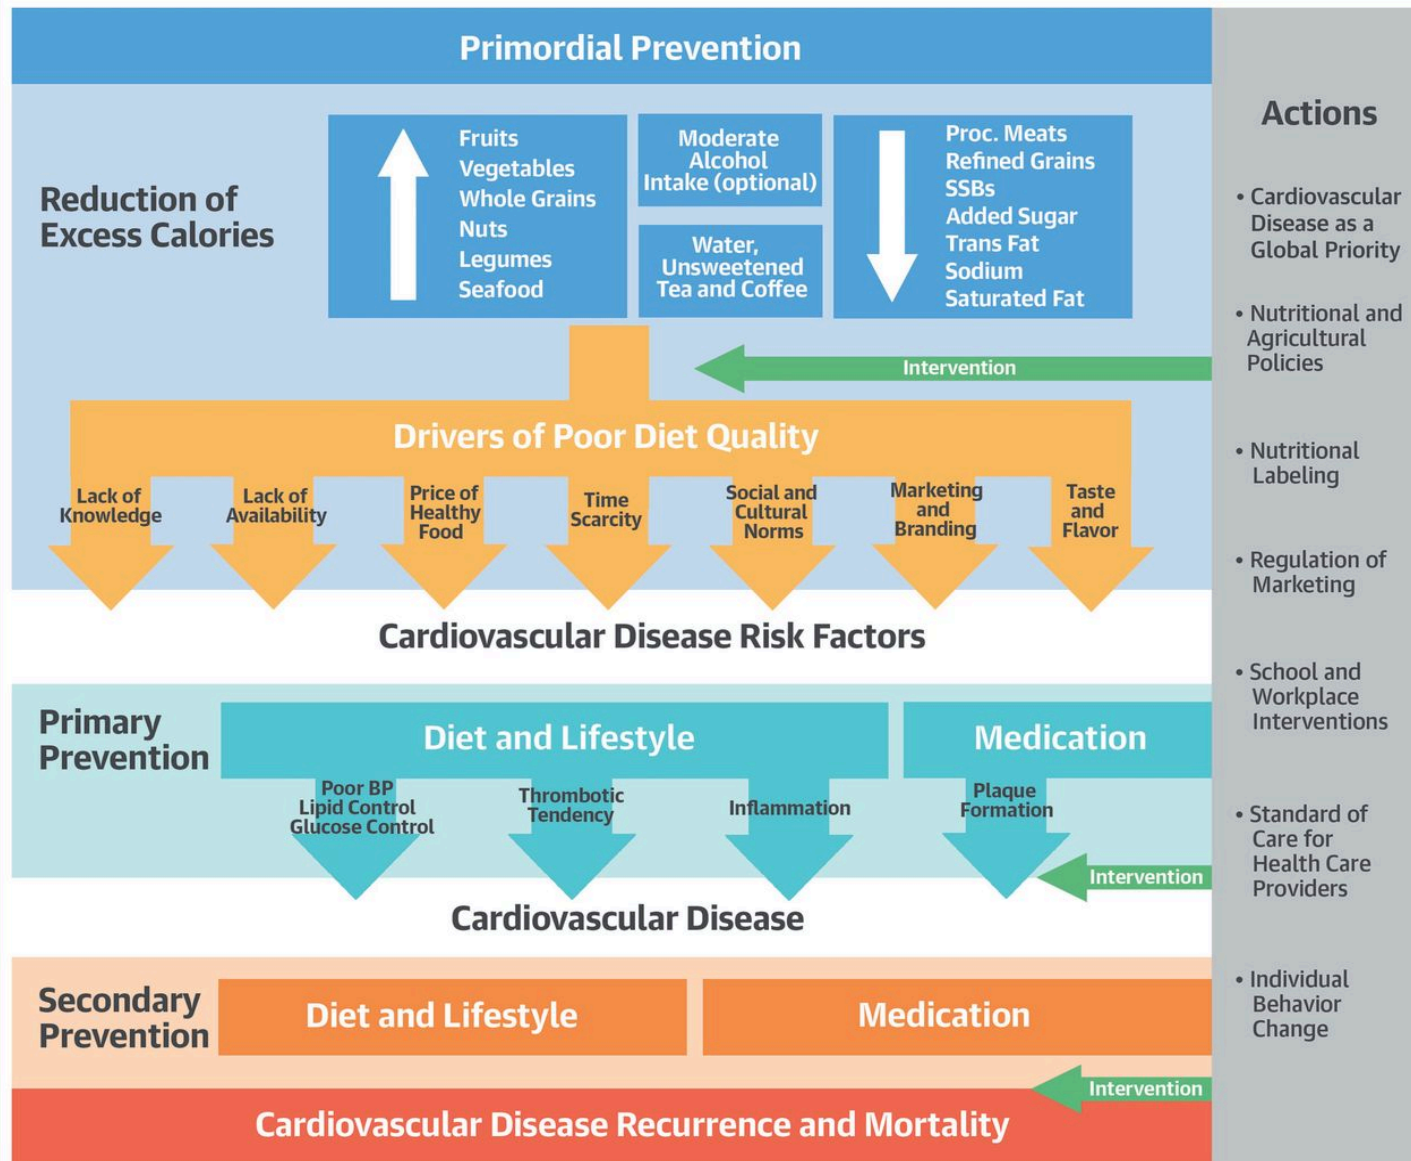 Primordial Prevention
Reduction of
Excess Calories
Fruits
Vegetables
Whole Grains
Nuts
Legumes
Seafood
Moderate
Alcohol
Intake (optional)
Water,
Unsweetened
Tea and Coffee
Proc. Meats
Refined Grains
SSBs
Added Sugar
Trans Fat
Sodium
Saturated Fat
Intervention
Drivers of Poor Diet Quality
Lack of
Knowledge
Lack of
Availability
Price of
Healthy
Food
Time
Scarcity
Social and
Cultural
Norms
Marketing
and
Branding
Taste
and
Flavor
Cardiovascular Disease Risk Factors
Primary
Prevention
Diet and Lifestyle
Medication
Poor BP
Lipid Control
Glucose Control
Thrombotic
Tendency
Inflammation
Plaque
Formation
Intervention
Cardiovascular Disease
Secondary
Prevention
Diet and Lifestyle
Medication
Intervention
Cardiovascular Disease Recurrence and Mortality
Actions
• Cardiovascular
Disease as a
Global Priority
• Nutritional and
Agricultural
Policies
• Nutritional
Labeling
• Regulation of
Marketing
• School and
Workplace
Interventions
• Standard of
Care for
Health Care
Providers
• Individual
Behavior
Change